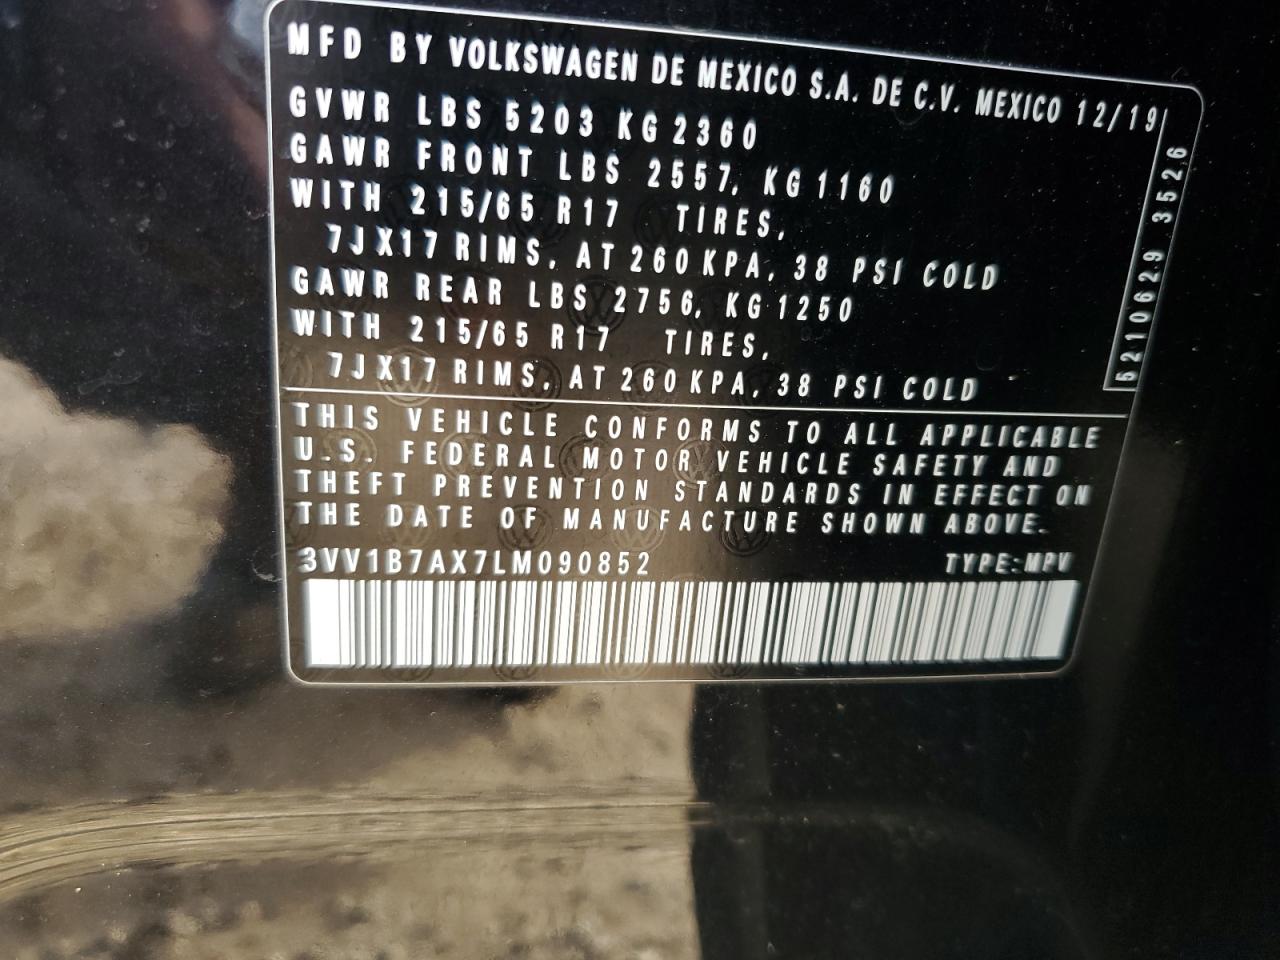 MFD BY VOLKSWAGEN DE MEXICO S.A. DE C.V. MEXICO 12/19
GVWR LBS 5203 KG 2360
GAWR FRONT LBS 2557, KG 1160
WITH 215/65 R17 TIRES,
7JX17 RIMS, AT 260 KPA, 38 PSI COLD
GAWR REAR LBS 2756, KG 1250
WITH 215/65 R17 TIRES,
7JX17 RIMS, AT 260 KPA, 38 PSI COLD
5210629 3526
THIS VEHICLE CONFORMS TO ALL APPLICABLE
U.S. FEDERAL MOTOR VEHICLE SAFETY AND
THEFT PREVENTION STANDARDS IN EFFECT ON
THE DATE OF MANUFACTURE SHOWN ABOVE.
3VV1B7AX7LM090852 TYPE:MPV